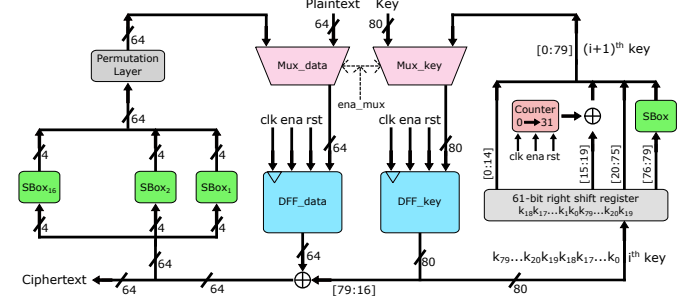 Plaintext Key
64 80
64
[0:79] (i+1)th key
Permutation
Layer
Mux_data Mux_key
ena_mux
64
clk ena rst clk ena rst
64 80
4 4 4
SBox16 SBox2 SBox1
4 4 4
DFF_data DFF_key
Counter
0 31
SBox
clk ena rst
[0:14] [15:19] [20:75] [76:79]
61-bit right shift register
k18k17...k1k0k79...k20k19
64 80
k79...k20k19k18k17...k0 ith key
Ciphertext 64 64 64 [79:16] 80